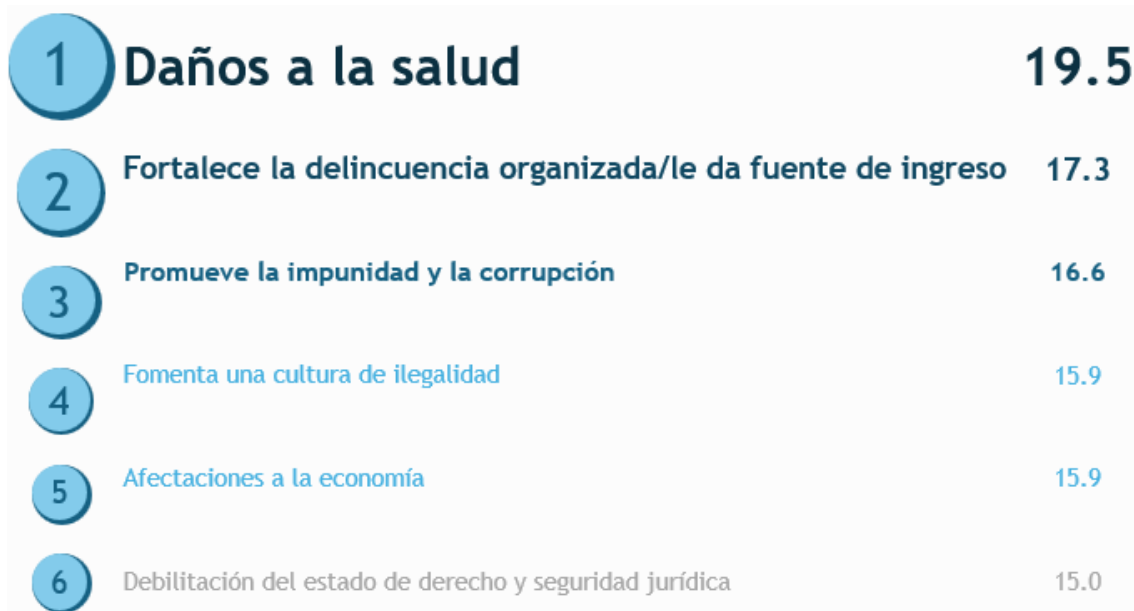 1 Daños a la salud 19.5
2 Fortalece la delincuencia organizada/le da fuente de ingreso 17.3
3 Promueve la impunidad y la corrupción 16.6
4 Fomenta una cultura de ilegalidad 15.9
5 Afectaciones a la economía 15.9
6 Debilitación del estado de derecho y seguridad jurídica 15.0